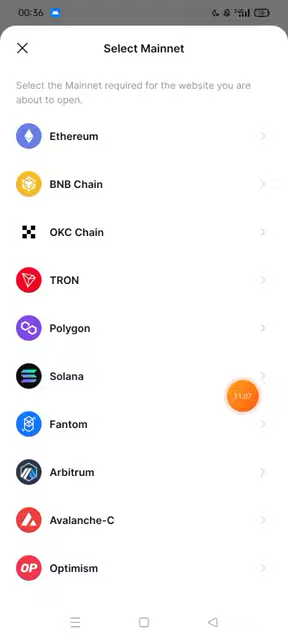 00:36
Select Mainnet
Select the Mainnet required for the website you are
about to open.
Ethereum
BNB Chain
OKC Chain
TRON
Polygon
Solana
11:07
Fantom
Arbitrum
Avalanche-C
OP Optimism